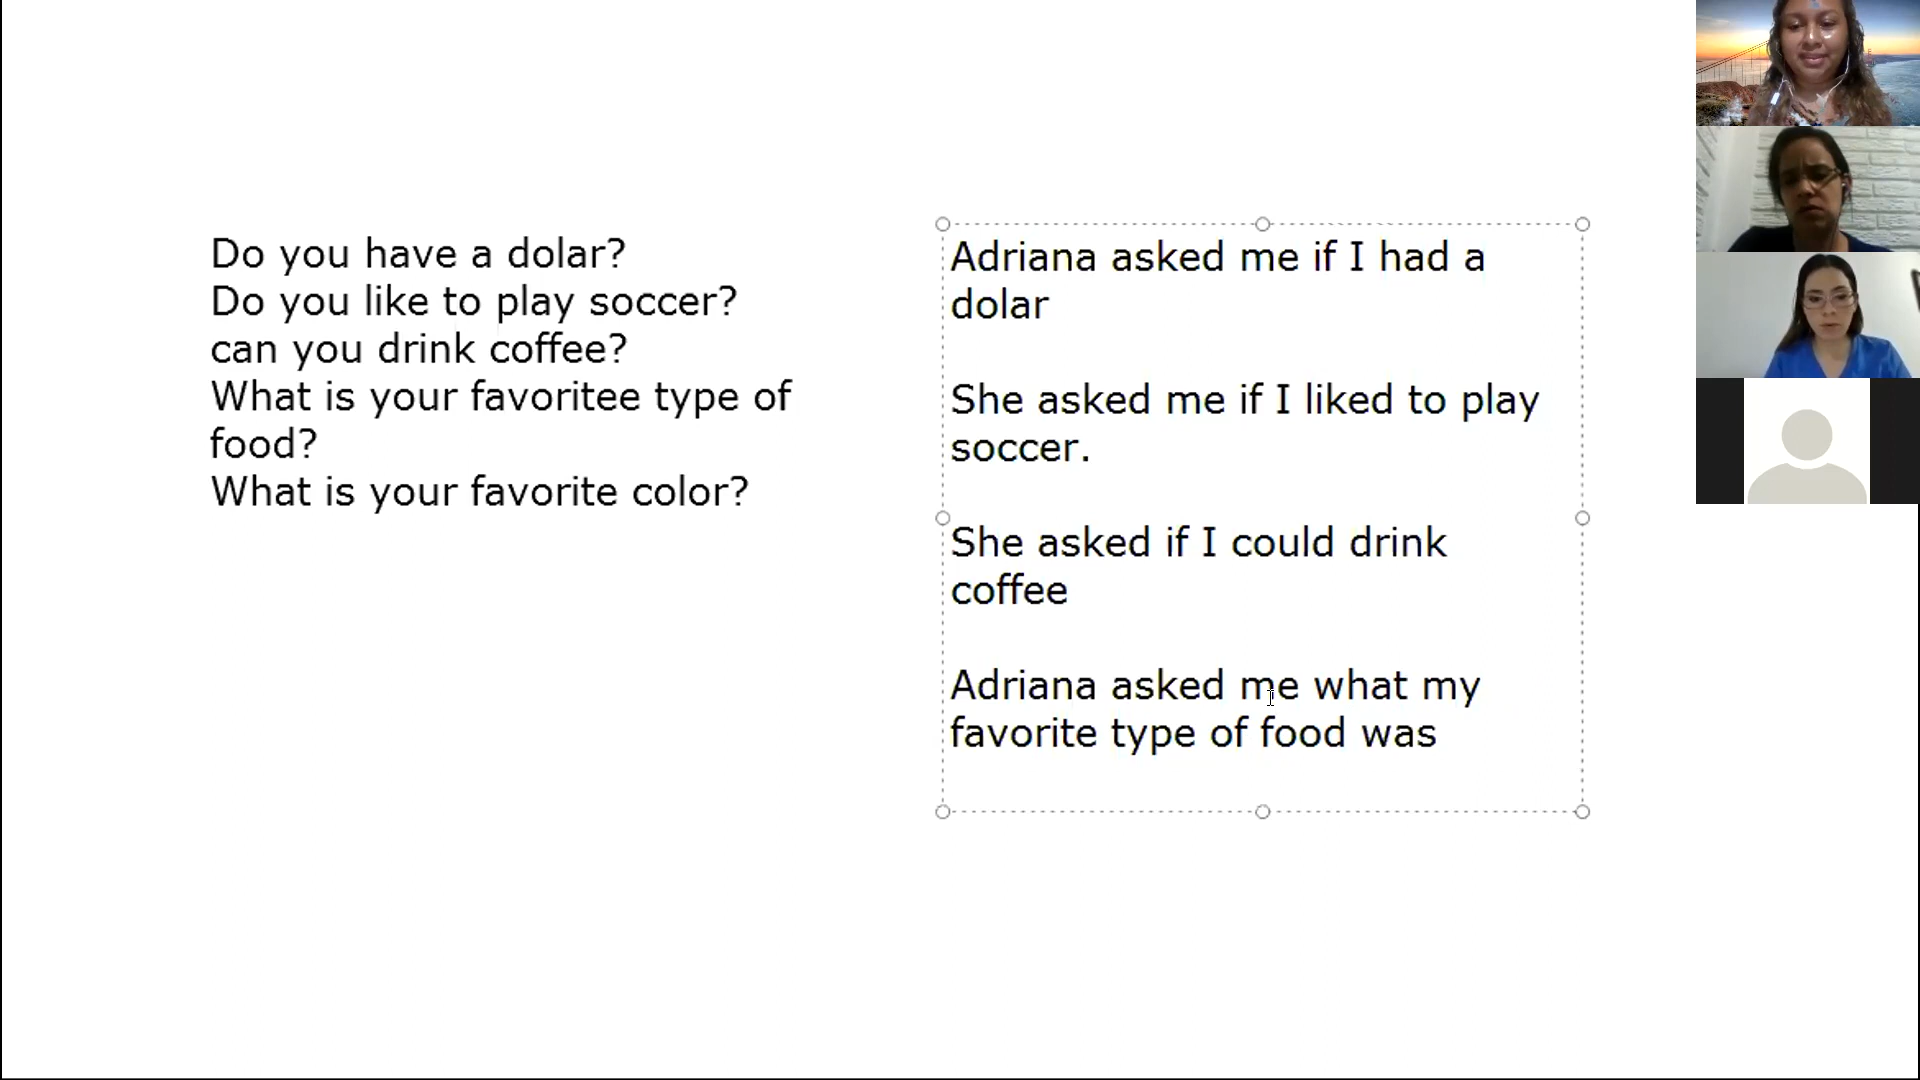 Do you have a dolar?
Do you like to play soccer?
can you drink coffee?
What is your favoritee type of
food?
What is your favorite color?
Adriana asked me if I had a
dolar
She asked me if I liked to play
soccer.
She asked if I could drink
coffee
Adriana asked me what my
favorite type of food was